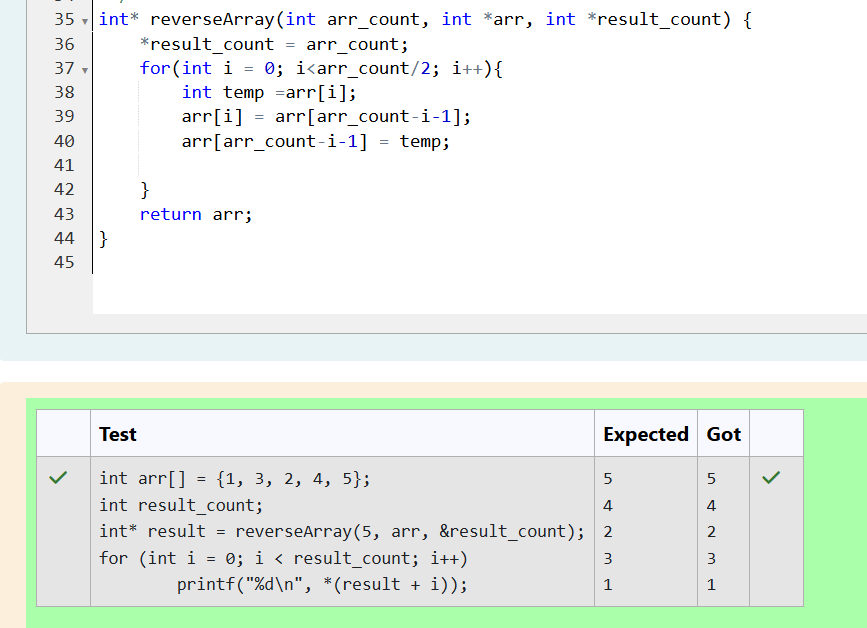 35 int* reverseArray(int arr_count, int *arr, int *result_count) {
36     *result_count = arr_count;
37     for(int i = 0; i<arr_count/2; i++){
38         int temp =arr[i];
39         arr[i] = arr[arr_count-i-1];
40         arr[arr_count-i-1] = temp;
41
42     }
43     return arr;
44 }
45
Test Expected Got
int arr[] = {1, 3, 2, 4, 5}; 5 5
int result_count; 4 4
int* result = reverseArray(5, arr, &result_count); 2 2
for (int i = 0; i < result_count; i++) 3 3
        printf("%d\n", *(result + i)); 1 1